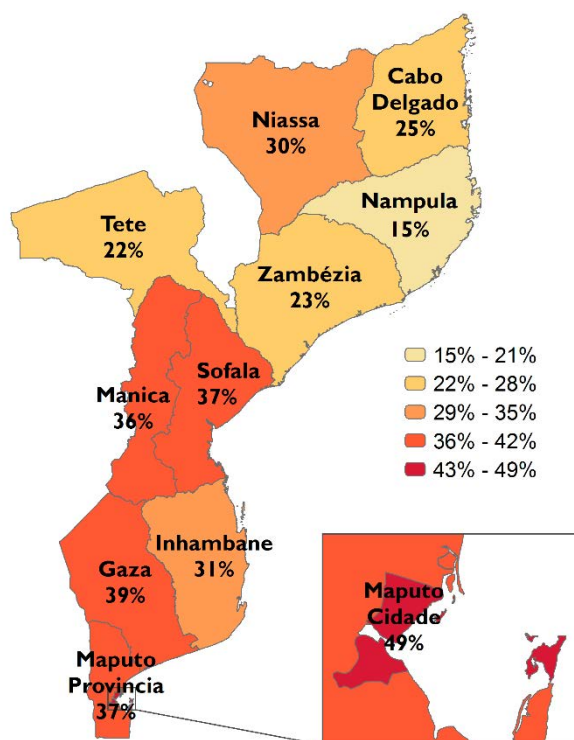 Cabo
Delgado
25%
Niassa
30%
Nampula
15%
Tete
22%
Zambézia
23%
Sofala
37%
Manica
36%
15% - 21%
22% - 28%
29% - 35%
36% - 42%
43% - 49%
Inhambane
31%
Gaza
39%
Maputo
Cidade
49%
Maputo
Provincia
37%